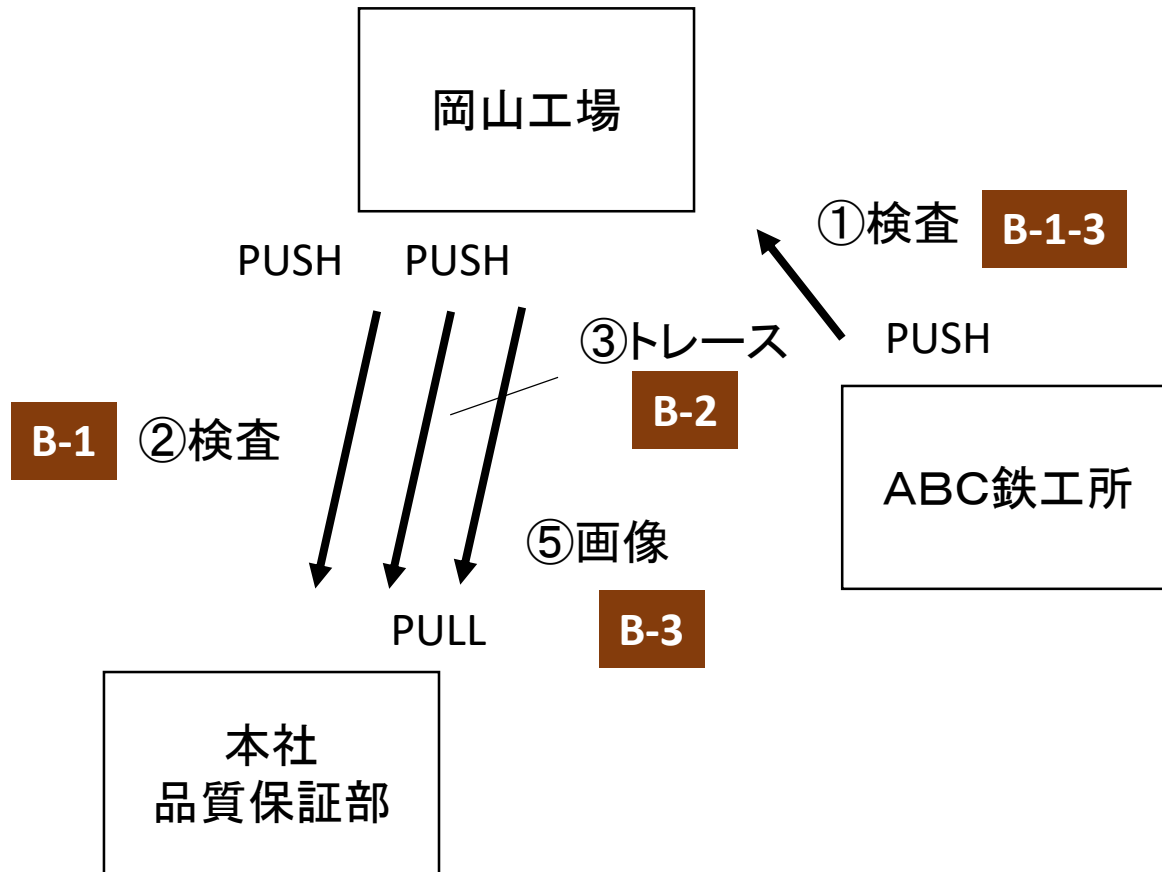 岡山工場
①検査 B-1-3
PUSH PUSH
③トレース
PUSH
B-2
B-1 ②検査
ABC鉄工所
⑤画像
PULL
B-3
本社
品質保証部